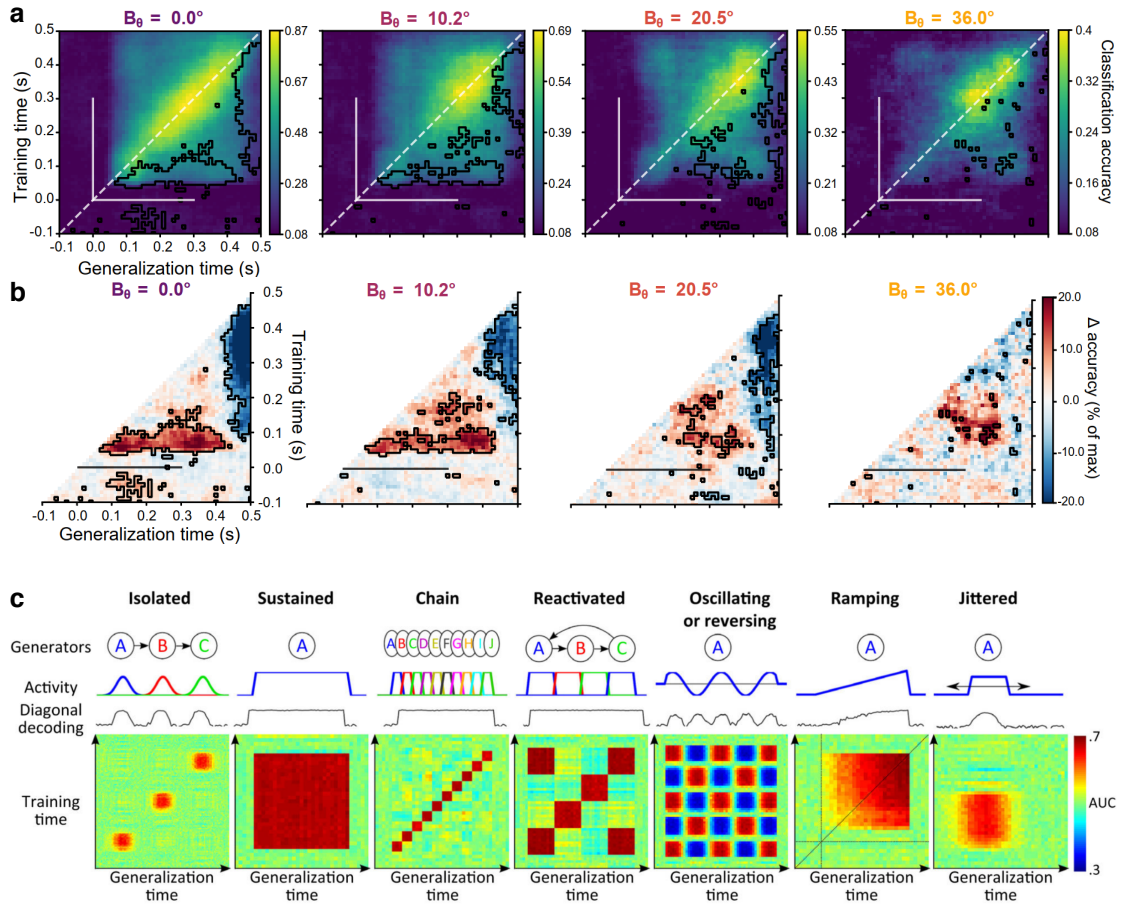 a
B_θ = 0.0°
B_θ = 10.2°
B_θ = 20.5°
B_θ = 36.0°
Training time (s)
0.5
0.4
0.3
0.2
0.1
0.0
-0.1
-0.1 0.0 0.1 0.2 0.3 0.4 0.5
Generalization time (s)
0.87
0.67
0.48
0.28
0.08
0.69
0.54
0.39
0.24
0.08
0.55
0.43
0.32
0.21
0.08
0.4
0.32
0.24
0.16
0.08
Classification accuracy
b
B_θ = 0.0°
B_θ = 10.2°
B_θ = 20.5°
B_θ = 36.0°
0.5
0.4
0.3
0.2
0.1
0.0
-0.1
Training time (s)
-0.1 0.0 0.1 0.2 0.3 0.4 0.5
Generalization time (s)
20.0
10.0
0.0
-10.0
-20.0
Δ accuracy (% of max)
c
Isolated
Sustained
Chain
Reactivated
Oscillating
or reversing
Ramping
Jittered
Generators
A B C
A
A B C D E F G H I J
A B C
A
A
A
Activity
Diagonal
decoding
Training
time
.7
AUC
.3
Generalization
time
Generalization
time
Generalization
time
Generalization
time
Generalization
time
Generalization
time
Generalization
time